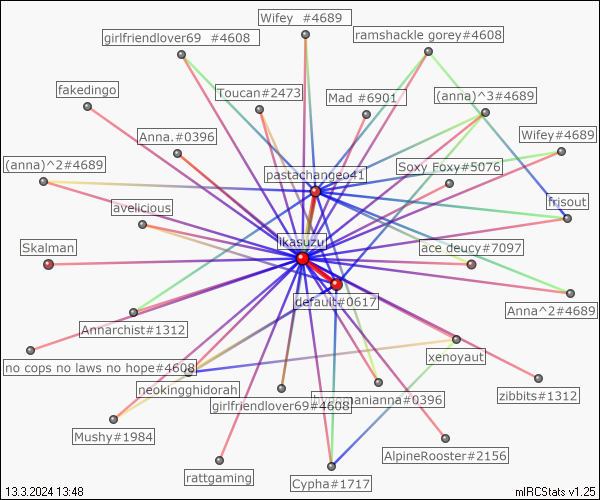 Wifey  #4689
girlfriendlover69  #4608
ramshackle gorey#4608
fakedingo
Toucan#2473
Mad #6901
(anna)^3#4689
Anna.#0396
Wifey#4689
(anna)^2#4689
pastachangeo41
Soxy Foxy#5076
avelicious
frisout
Skalman
ikasuzu
ace deucy#7097
default#0617
Anna^2#4689
Annarchist#1312
no cops no laws no hope#4608
xenoyaut
neokingghidorah
girlfriendlover69#4608
zibbits#1312
Mushy#1984
AlpineRooster#2156
rattgaming
Cypha#1717
13.3.2024 13:48
mIRCStats v1.25